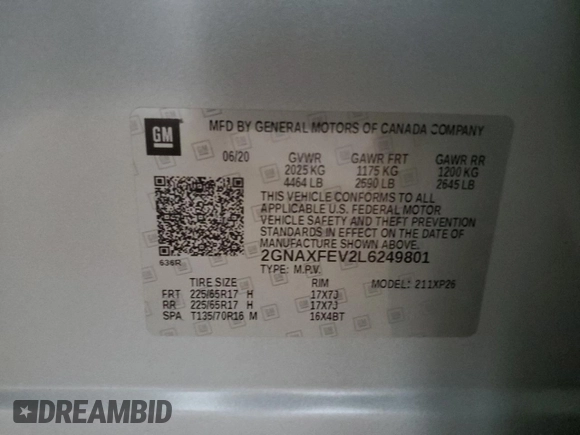 GM
MFD BY GENERAL MOTORS OF CANADA COMPANY
06/20 GVWR GAWR FRT GAWR RR
2025 KG 1175 KG 1200 KG
4464 LB 2590 LB 2645 LB
THIS VEHICLE CONFORMS TO ALL
APPLICABLE U.S. FEDERAL MOTOR
VEHICLE SAFETY AND THEFT PREVENTION
STANDARDS IN EFFECT ON THE DATE OF
MANUFACTURE SHOWN ABOVE.
636R 2GNAXFEV2L6249801
TYPE: M.P.V. MODEL: 211XP26
TIRE SIZE RIM
FRT 225/65R17 H 17X7J
RR 225/65R17 H 17X7J
SPA T135/70R16 M 16X4BT
DREAMBID